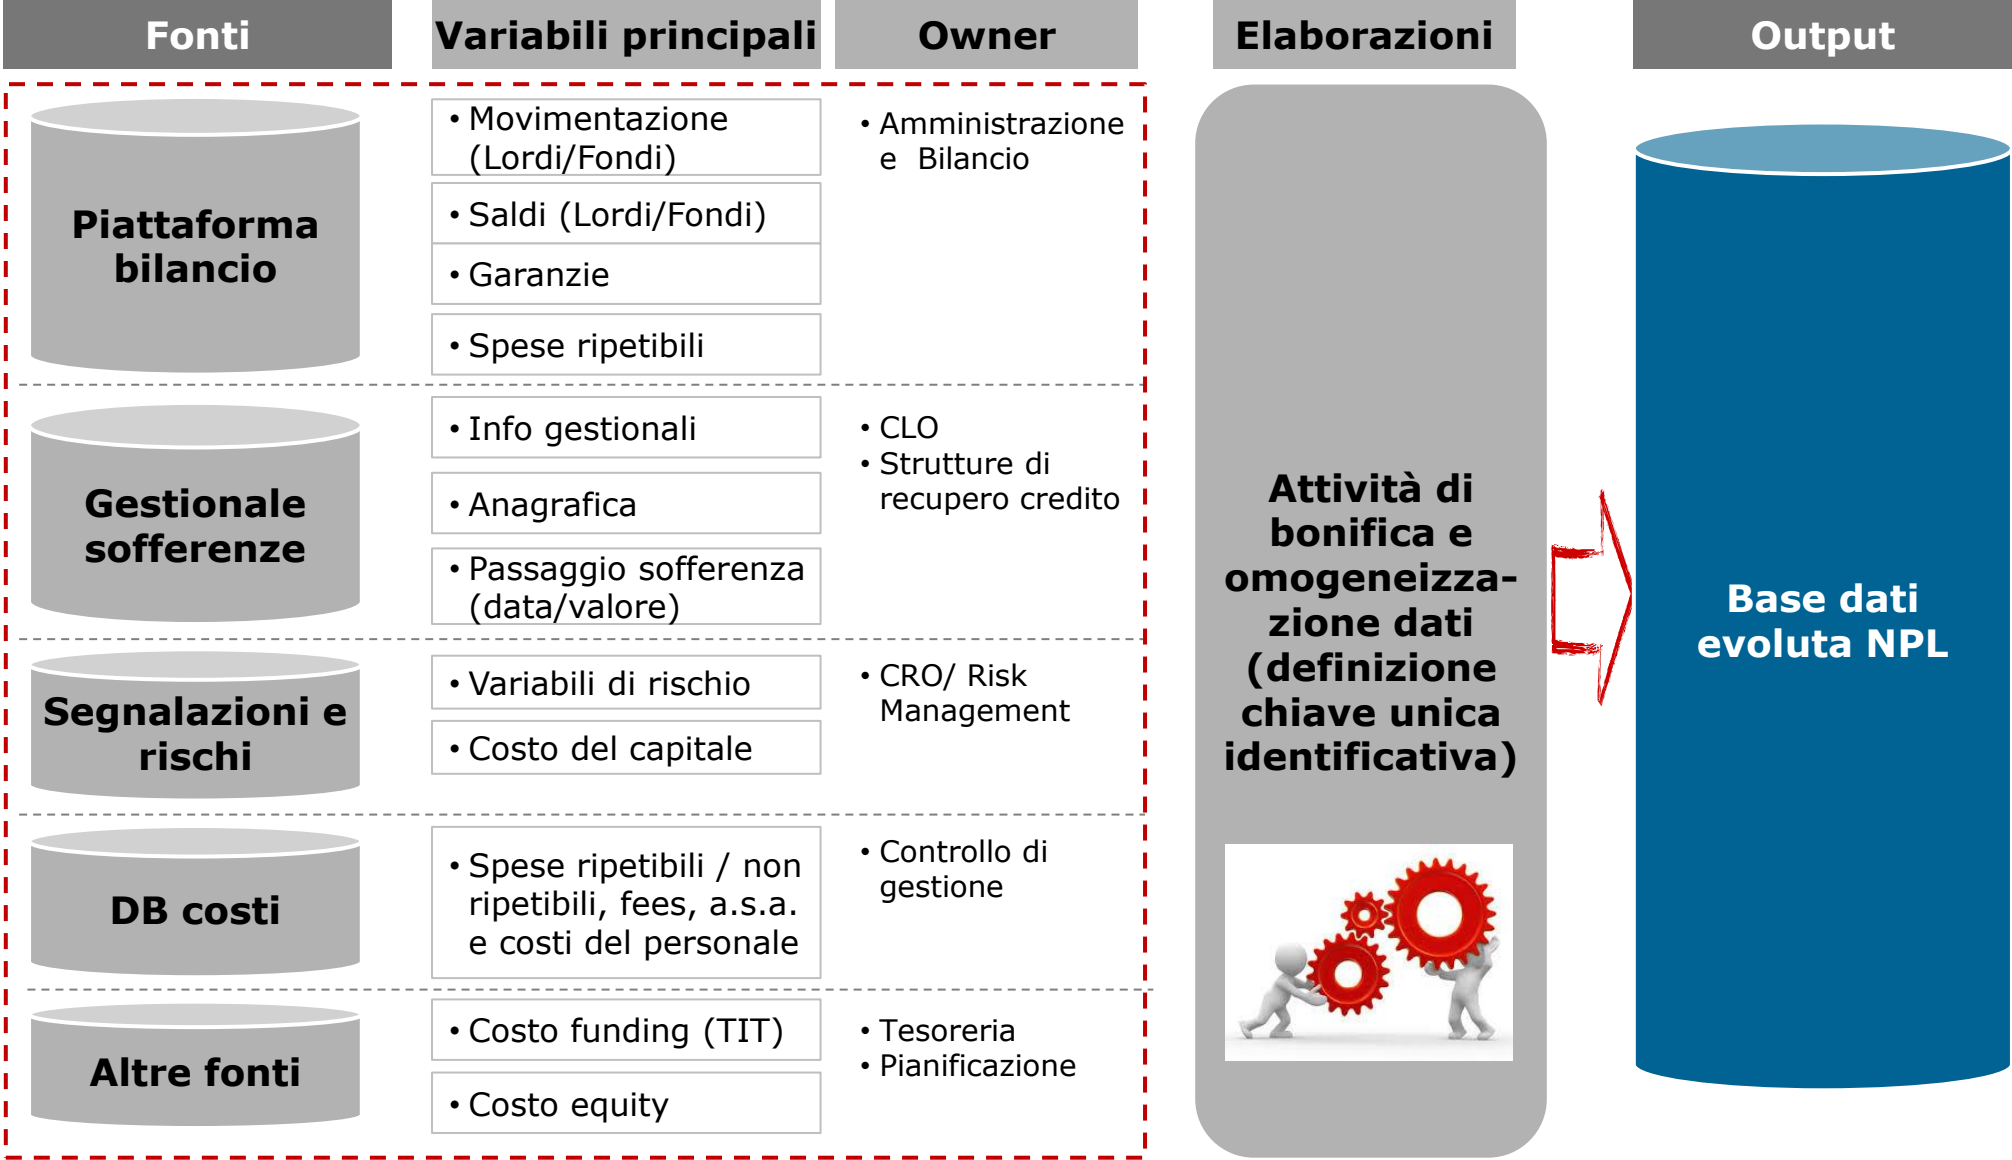 Fonti
Variabili principali
Owner
Elaborazioni
Output
Piattaforma
bilancio
• Movimentazione
(Lordi/Fondi)
• Saldi (Lordi/Fondi)
• Garanzie
• Spese ripetibili
• Amministrazione
e Bilancio
Gestionale
sofferenze
• Info gestionali
• Anagrafica
• Passaggio sofferenza
(data/valore)
• CLO
• Strutture di
recupero credito
Segnalazioni e
rischi
• Variabili di rischio
• Costo del capitale
• CRO/ Risk
Management
DB costi
• Spese ripetibili / non
ripetibili, fees, a.s.a.
e costi del personale
• Controllo di
gestione
Altre fonti
• Costo funding (TIT)
• Costo equity
• Tesoreria
• Pianificazione
Attività di
bonifica e
omogeneizza-
zione dati
(definizione
chiave unica
identificativa)
Base dati
evoluta NPL